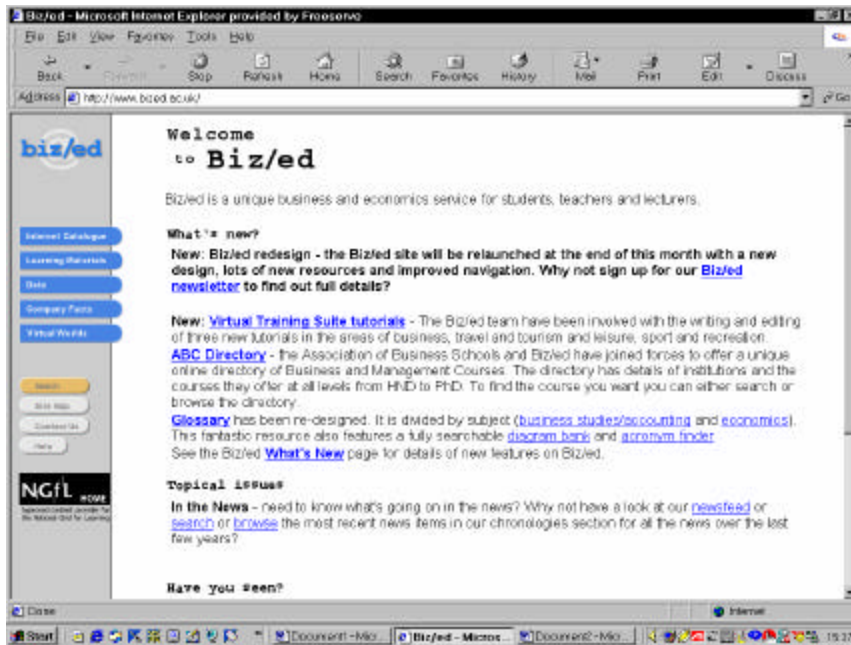 Biz/ed - Microsoft Internet Explorer provided by Freeserve
File Edit View Favorites Tools Help
Back Forward Stop Refresh Home Search Favorites History Mail Print Edit Discuss
Address http://www.bized.ac.uk/ Go
biz/ed
Internet Catalogue
Learning Materials
Data
Company Facts
Virtual Worlds
Search
Site Map
Contact Us
Help
NGfL HOME
Welcome
to Biz/ed
Biz/ed is a unique business and economics service for students, teachers and lecturers.
What's new?
New: Biz/ed redesign - the Biz/ed site will be relaunched at the end of this month with a new
design, lots of new resources and improved navigation. Why not sign up for our Biz/ed
newsletter to find out full details?
New: Virtual Training Suite tutorials - The Biz/ed team have been involved with the writing and editing
of three new tutorials in the areas of business, travel and tourism and leisure, sport and recreation.
ABC Directory - the Association of Business Schools and Biz/ed have joined forces to offer a unique
online directory of Business and Management Courses. The directory has details of institutions and the
courses they offer at all levels from HND to PhD. To find the course you want you can either search or
browse the directory.
Glossary has been re-designed. It is divided by subject (business studies/accounting and economics).
This fantastic resource also features a fully searchable diagram bank and acronym finder
See the Biz/ed What's New page for details of new features on Biz/ed.
Topical issues
In the News - need to know what's going on in the news? Why not have a look at our newsfeed or
search or browse the most recent news items in our chronologies section for all the news over the last
few years?
Have you seen?
Internet
Start Document1 - Mic... Biz/ed - Micros... Document2 - Mic... 15:37